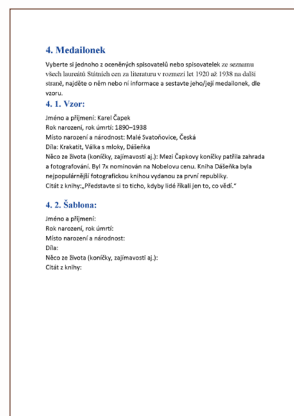 4. Medailonek
Vyberte si jednoho z oceněných spisovatelů nebo spisovatelek ze seznamu
všech laureátů Státních cen za literaturu v rozmezí let 1920 až 1938 na další
straně, najděte o něm nebo ní informace a sestavte jeho/její medailonek, dle
vzoru.
4. 1. Vzor:
Jméno a příjmení: Karel Čapek
Rok narození, rok úmrtí: 1890–1938
Místo narození a národnost: Malé Svatoňovice, Česká
Díla: Krakatit, Válka s mloky, Dášeňka
Něco ze života (koníčky, zajímavosti aj.): Mezi Čapkovy koníčky patřila zahrada
a fotografování. Byl 7x nominován na Nobelovu cenu. Kniha Dášeňka byla
nejpopulárnější fotografickou knihou vydanou za první republiky.
Citát z knihy:„Představte si to ticho, kdyby lidé říkali jen to, co vědí.“
4. 2. Šablona:
Jméno a příjmení:
Rok narození, rok úmrtí:
Místo narození a národnost:
Díla:
Něco ze života (koníčky, zajímavosti aj.):
Citát z knihy: